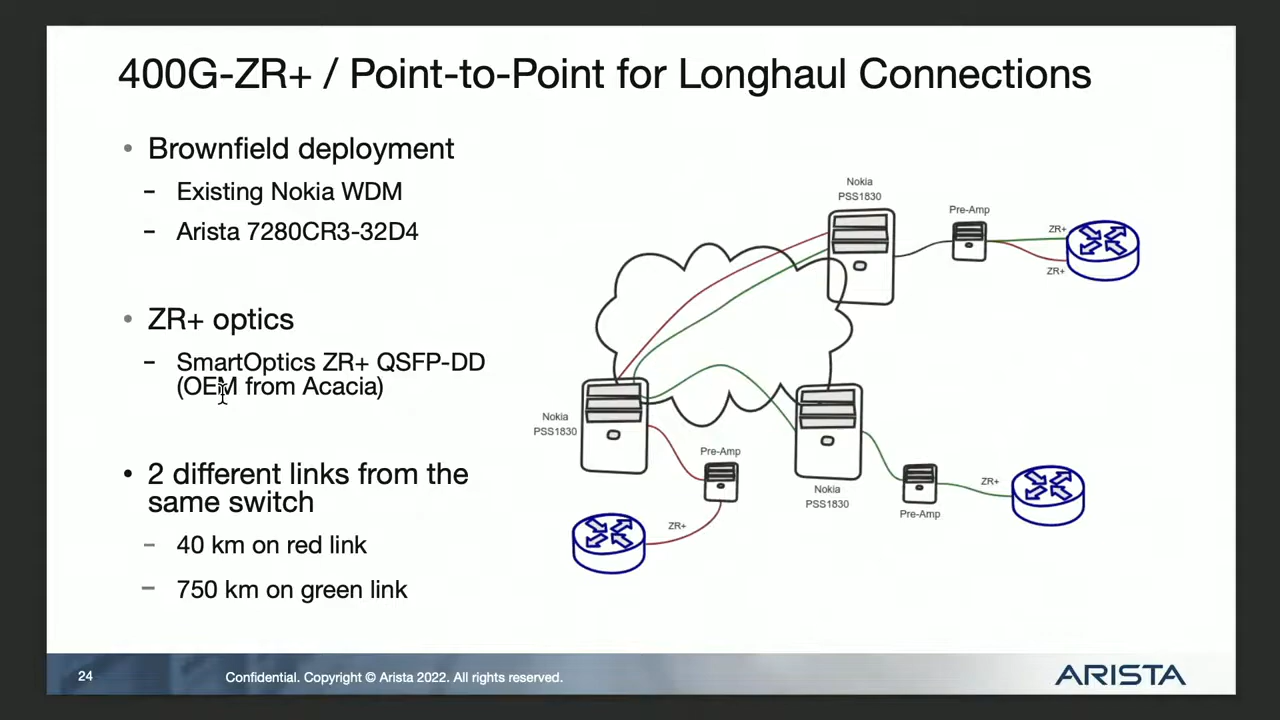 400G-ZR+ / Point-to-Point for Longhaul Connections
• Brownfield deployment
– Existing Nokia WDM
– Arista 7280CR3-32D4
• ZR+ optics
– SmartOptics ZR+ QSFP-DD
(OEM from Acacia)
• 2 different links from the
same switch
– 40 km on red link
– 750 km on green link
Nokia
PSS1830
Pre-Amp
ZR+
ZR+
Nokia
PSS1830
Pre-Amp
ZR+
Nokia
PSS1830
Pre-Amp
ZR+
24
Confidential. Copyright © Arista 2022. All rights reserved.
ARISTA